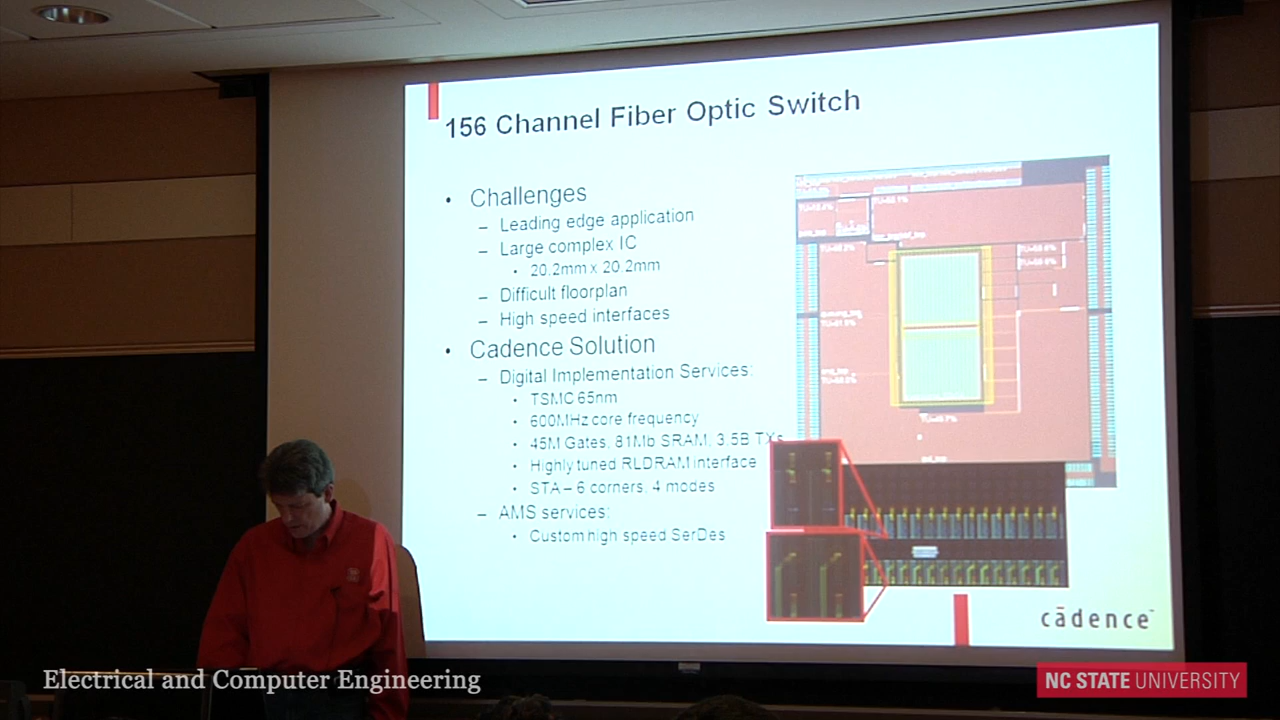 156 Channel Fiber Optic Switch
• Challenges
– Leading edge application
– Large complex IC
• 20.2mm x 20.2mm
– Difficult floorplan
– High speed interfaces
• Cadence Solution
– Digital Implementation Services:
• TSMC 65nm
• 600MHz core frequency
• 45M Gates, 81Mb SRAM, 3.5B TXs
• Highly tuned RLDRAM interface
• STA – 6 corners, 4 modes
– AMS services:
• Custom high speed SerDes
cādence™
Electrical and Computer Engineering
NC STATE UNIVERSITY